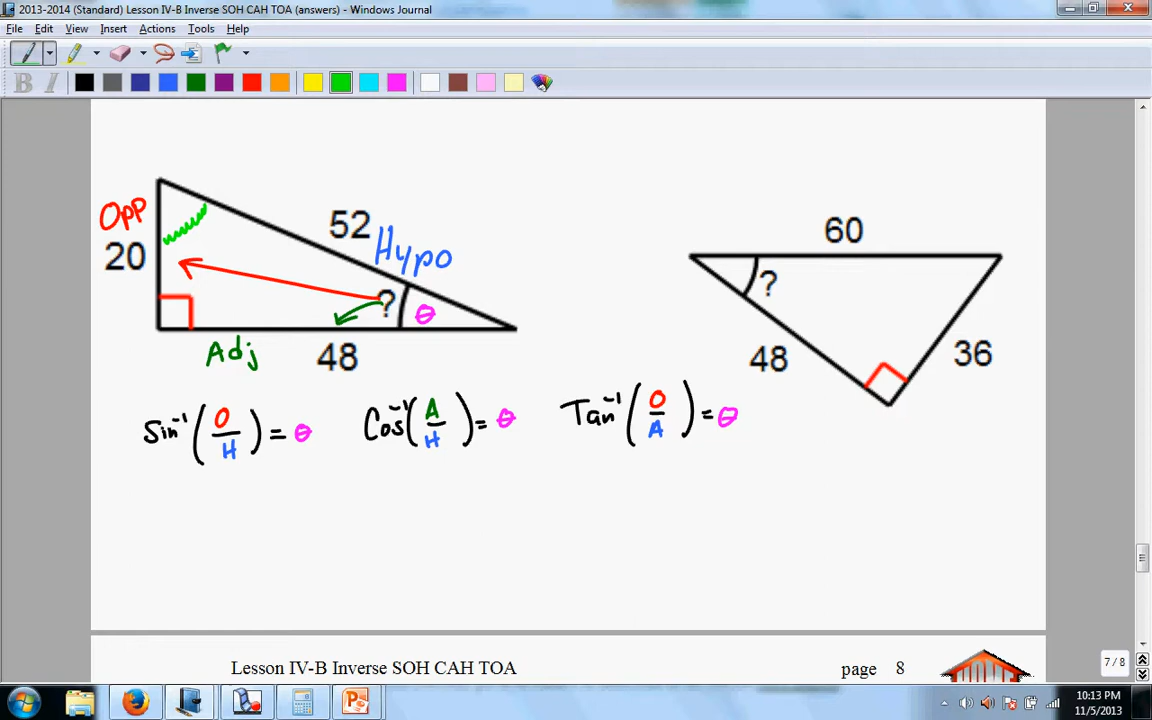 2013-2014 (Standard) Lesson IV-B Inverse SOH CAH TOA (answers) - Windows Journal
File Edit View Insert Actions Tools Help
B I
Opp
20
52
Hypo
? θ
Adj
48
60
?
48
36
Sin⁻¹(O/H) = θ
Cos⁻¹(A/H) = θ
Tan⁻¹(O/A) = θ
Lesson IV-B Inverse SOH CAH TOA
page 8
7 / 8
10:13 PM
11/5/2013